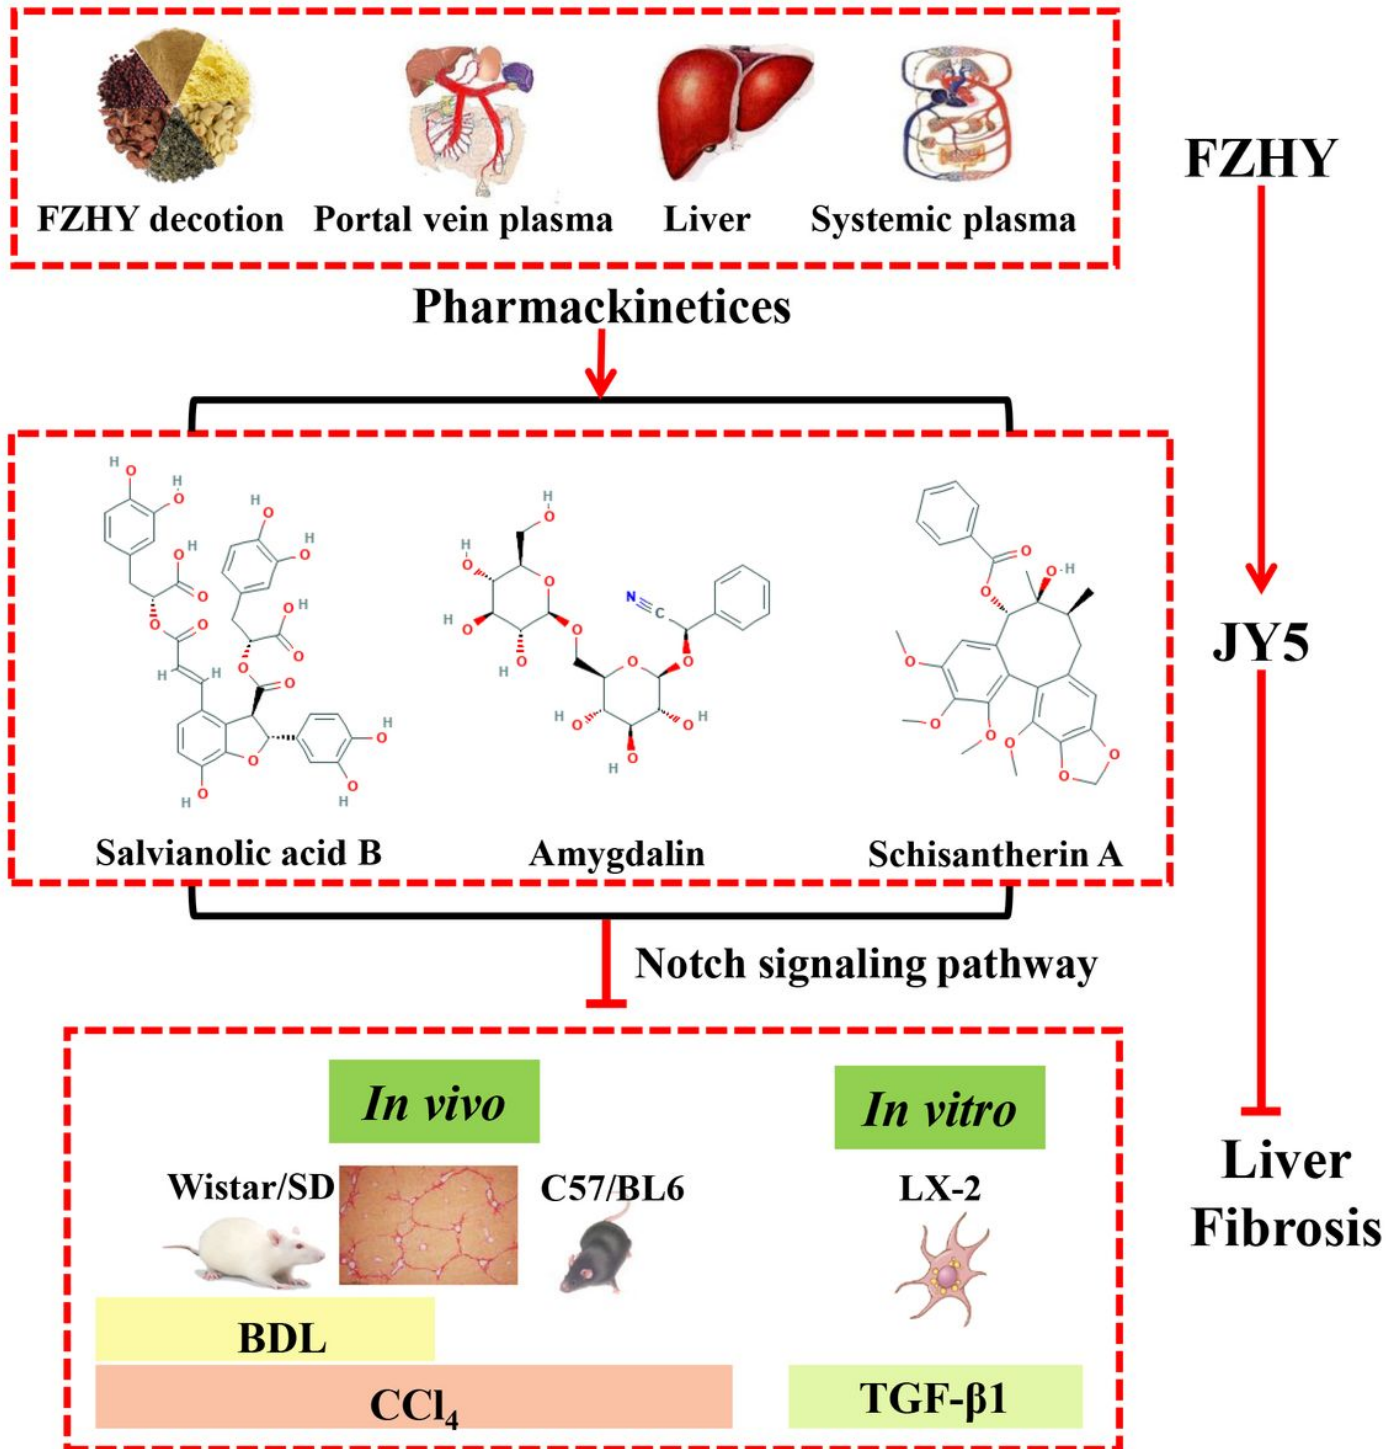 FZHY decotion
Portal vein plasma
Liver
Systemic plasma
FZHY
Pharmackinetices
H
O
H
O
H
O
H
O
O
H
O
O
O
H
O
O
O
O
H
H
O
O
O
O
H
O
H
O
H
H
O
H
O
H
O
H
O
H
O
O
N
C
O
O
O
H
O
O
H
O
H
O
O
O
H
O
O
O
O
O
O
Salvianolic acid B
Amygdalin
Schisantherin A
JY5
Notch signaling pathway
In vivo
In vitro
Wistar/SD
C57/BL6
LX-2
BDL
CCl4
TGF-β1
Liver
Fibrosis